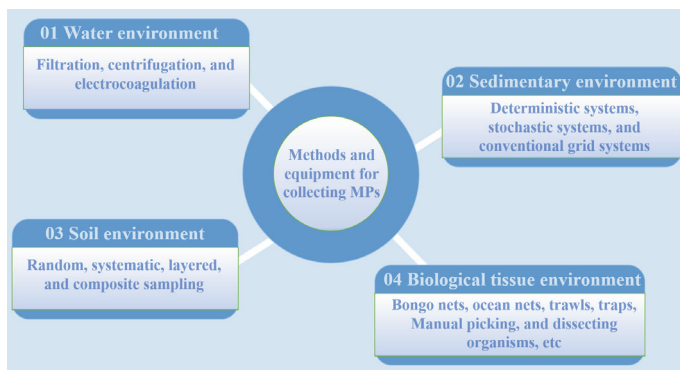 01 Water environment
Filtration, centrifugation, and
electrocoagulation
02 Sedimentary environment
Deterministic systems,
stochastic systems, and
conventional grid systems
Methods and
equipment for
collecting MPs
03 Soil environment
Random, systematic, layered,
and composite sampling
04 Biological tissue environment
Bongo nets, ocean nets, trawls, traps,
Manual picking, and dissecting
organisms, etc